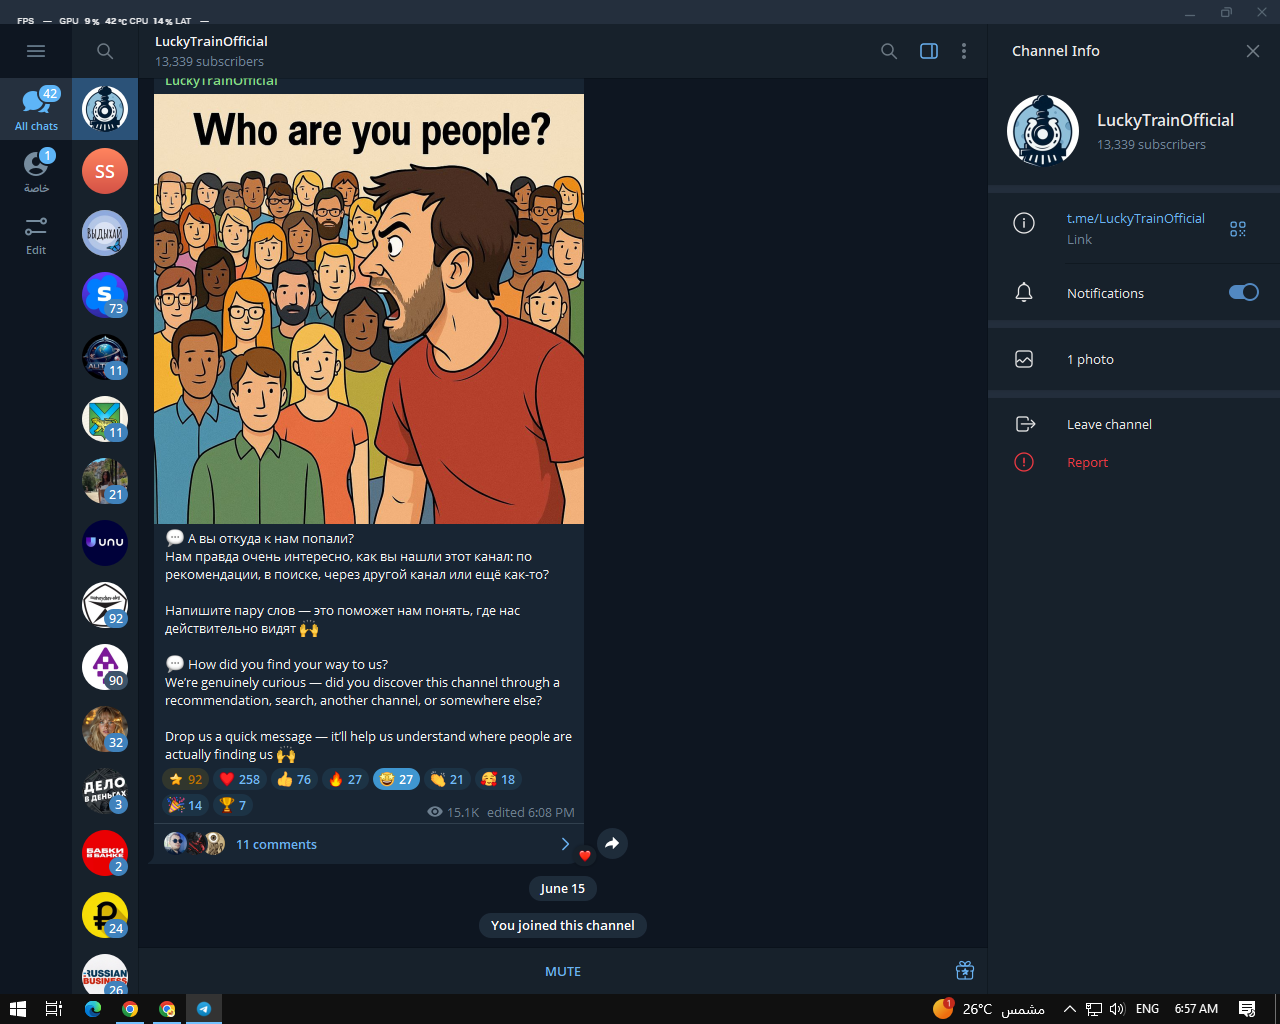 FPS — GPU 9 % 42 °C CPU 14 % LAT —
LuckyTrainOfficial
13,339 subscribers
Channel Info
42
All chats
1
خاصة
Edit
SS
ВЫДЫХАЙ
S
73
11
11
21
UNU
92
90
32
ДЕЛО
В ДЕНЬГАХ
3
БАБКИ
В БАНКЕ
2
24
RUSSIAN
BUSINESS
26
LuckyTrainOfficial
Who are you people?
💬 А вы откуда к нам попали?
Нам правда очень интересно, как вы нашли этот канал: по
рекомендации, в поиске, через другой канал или ещё как-то?
Напишите пару слов — это поможет нам понять, где нас
действительно видят 🙌
💬 How did you find your way to us?
We're genuinely curious — did you discover this channel through a
recommendation, search, another channel, or somewhere else?
Drop us a quick message — it'll help us understand where people are
actually finding us 🙌
⭐ 92 ❤ 258 👍 76 🔥 27 🤩 27 👏 21 🥰 18
🎉 14 🏆 7
15.1K edited 6:08 PM
11 comments
June 15
You joined this channel
MUTE
LuckyTrainOfficial
13,339 subscribers
t.me/LuckyTrainOfficial
Link
Notifications
1 photo
Leave channel
Report
1
26°C مشمس
ENG
6:57 AM